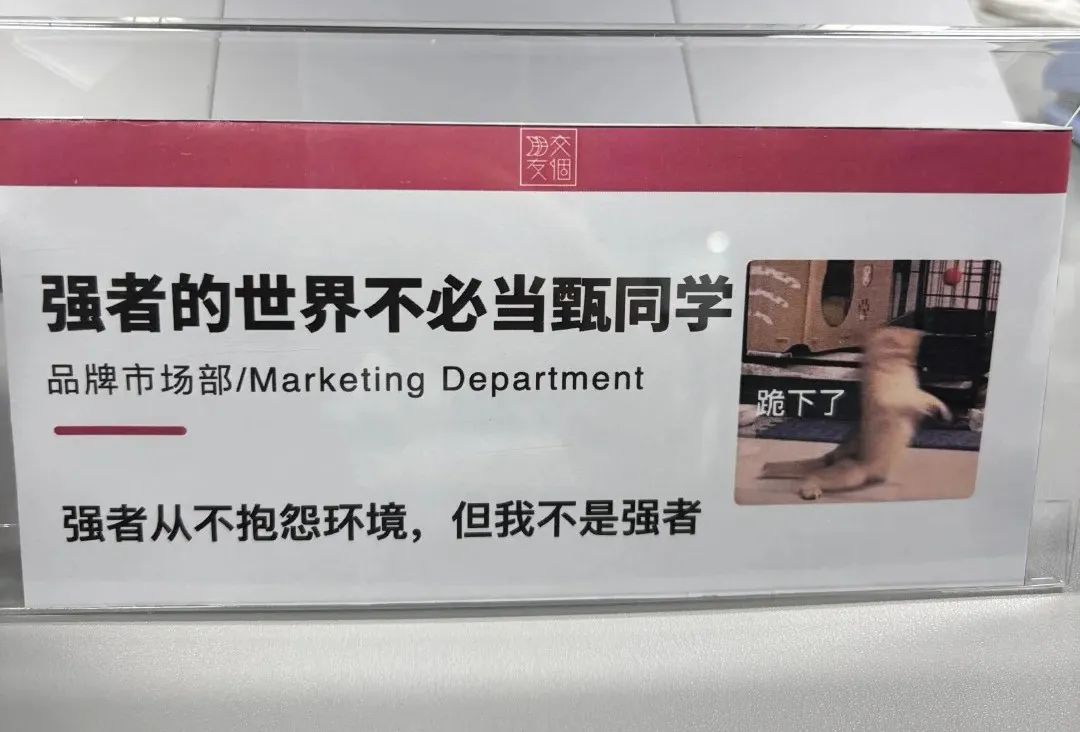 交個朋友
强者的世界不必当甄同学
品牌市场部/Marketing Department
跪下了
强者从不抱怨环境，但我不是强者